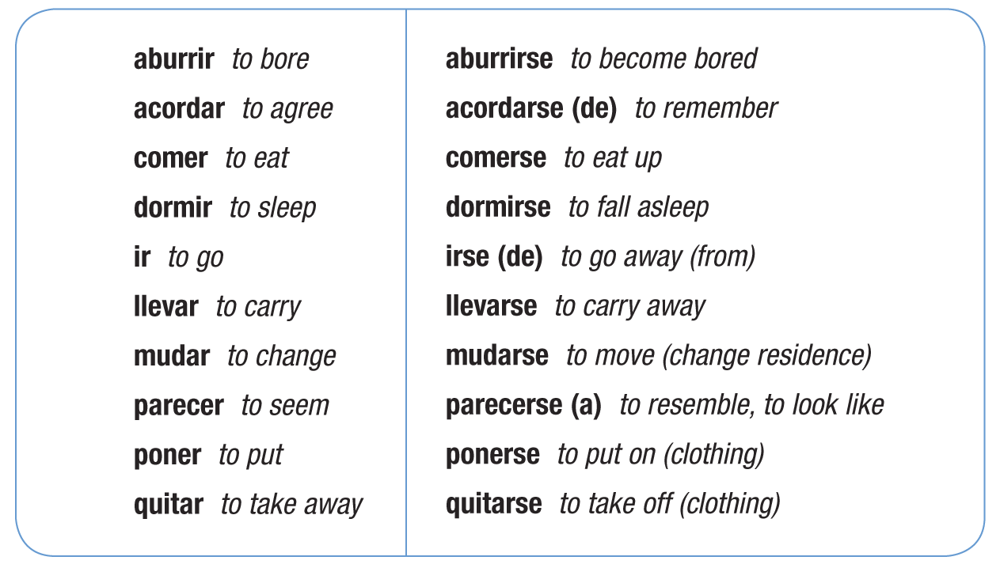 aburrir to bore
acordar to agree
comer to eat
dormir to sleep
ir to go
llevar to carry
mudar to change
parecer to seem
poner to put
quitar to take away
aburrirse to become bored
acordarse (de) to remember
comerse to eat up
dormirse to fall asleep
irse (de) to go away (from)
llevarse to carry away
mudarse to move (change residence)
parecerse (a) to resemble, to look like
ponerse to put on (clothing)
quitarse to take off (clothing)